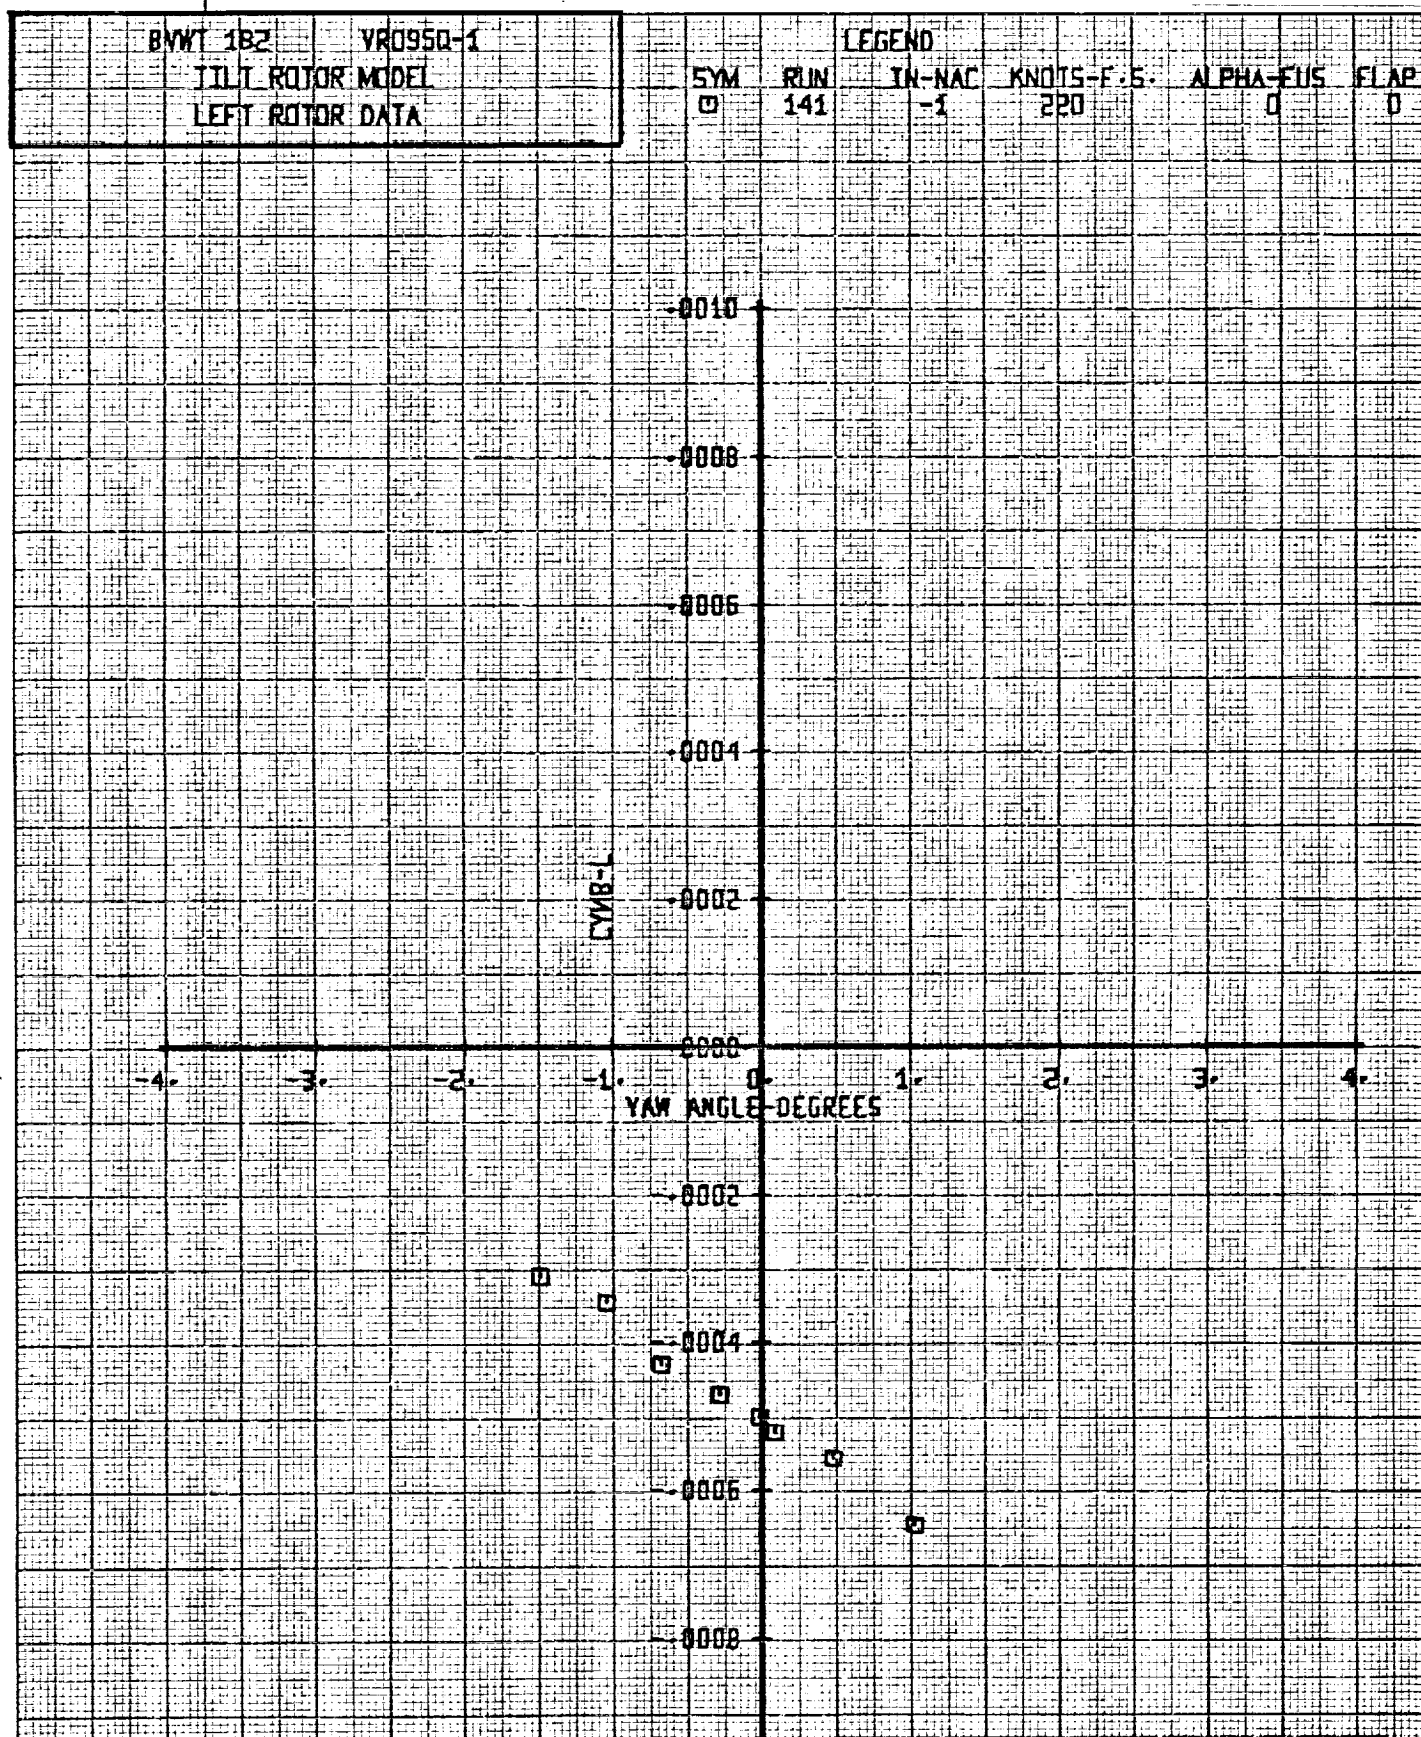 BVWT 182 VR095Q-1
TILT ROTOR MODEL
LEFT ROTOR DATA
LEGEND
SYM RUN IN-NAC KNOTS-F.S. ALPHA-FUS FLAP
141 -1 220 0 0
.0010
.0008
.0006
.0004
CYNB-L
.0002
.0000
-4. -3. -2. -1. 0. 1. 2. 3. 4.
YAW ANGLE-DEGREES
-.0002
-.0004
-.0006
-.0008